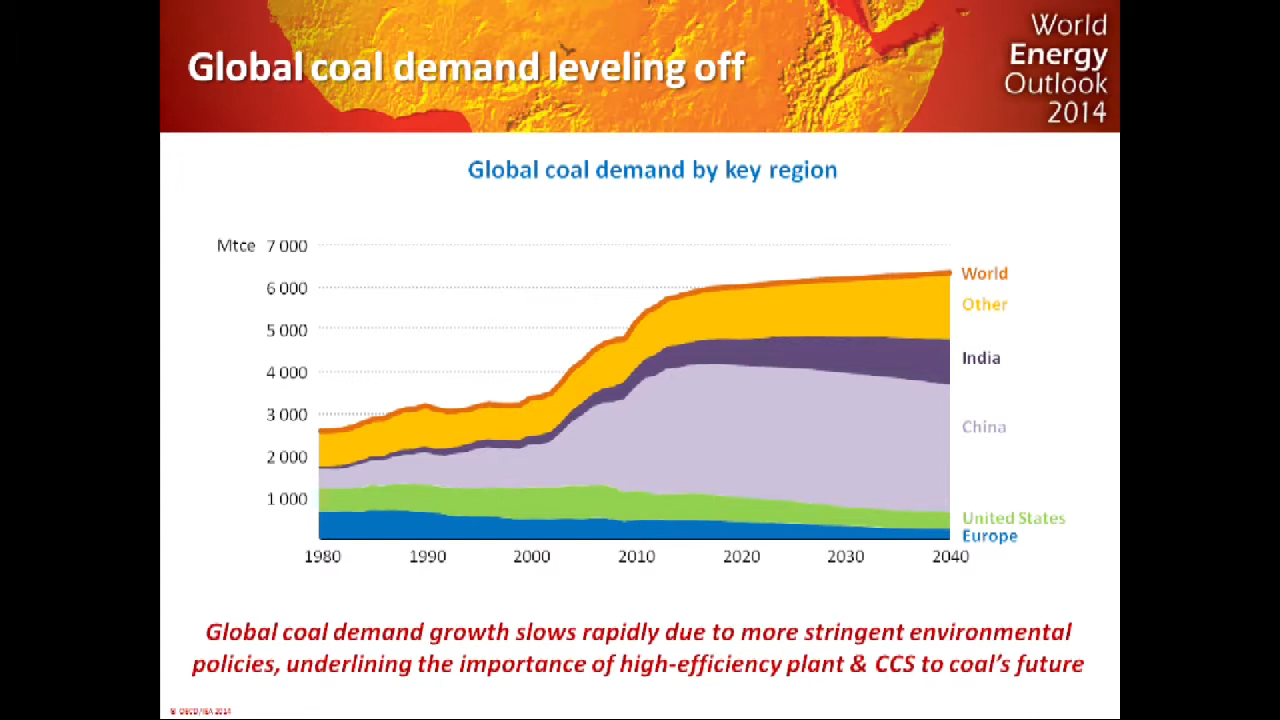 Global coal demand leveling off
World
Energy
Outlook
2014
Global coal demand by key region
Mtce 7 000
6 000
5 000
4 000
3 000
2 000
1 000
World
Other
India
China
United States
Europe
1980 1990 2000 2010 2020 2030 2040
Global coal demand growth slows rapidly due to more stringent environmental
policies, underlining the importance of high-efficiency plant & CCS to coal's future
© OECD/IEA 2014